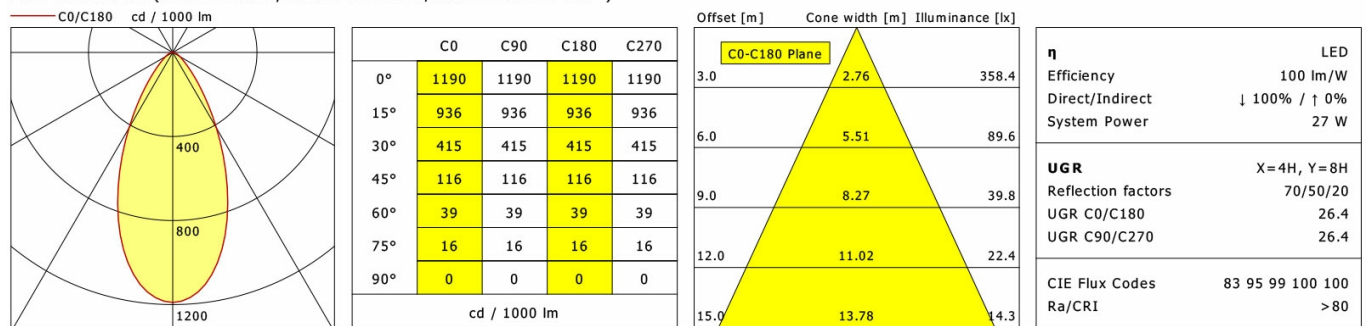 C0/C180 cd / 1000 lm
400
800
1200
C0 C90 C180 C270
0° 1190 1190 1190 1190
15° 936 936 936 936
30° 415 415 415 415
45° 116 116 116 116
60° 39 39 39 39
75° 16 16 16 16
90° 0 0 0 0
cd / 1000 lm
Offset [m] Cone width [m] Illuminance [lx]
C0-C180 Plane
3.0 2.76 358.4
6.0 5.51 89.6
9.0 8.27 39.8
12.0 11.02 22.4
15.0 13.78 14.3
η LED
Efficiency 100 lm/W
Direct/Indirect ↓ 100% / ↑ 0%
System Power 27 W
UGR X=4H, Y=8H
Reflection factors 70/50/20
UGR C0/C180 26.4
UGR C90/C270 26.4
CIE Flux Codes 83 95 99 100 100
Ra/CRI >80